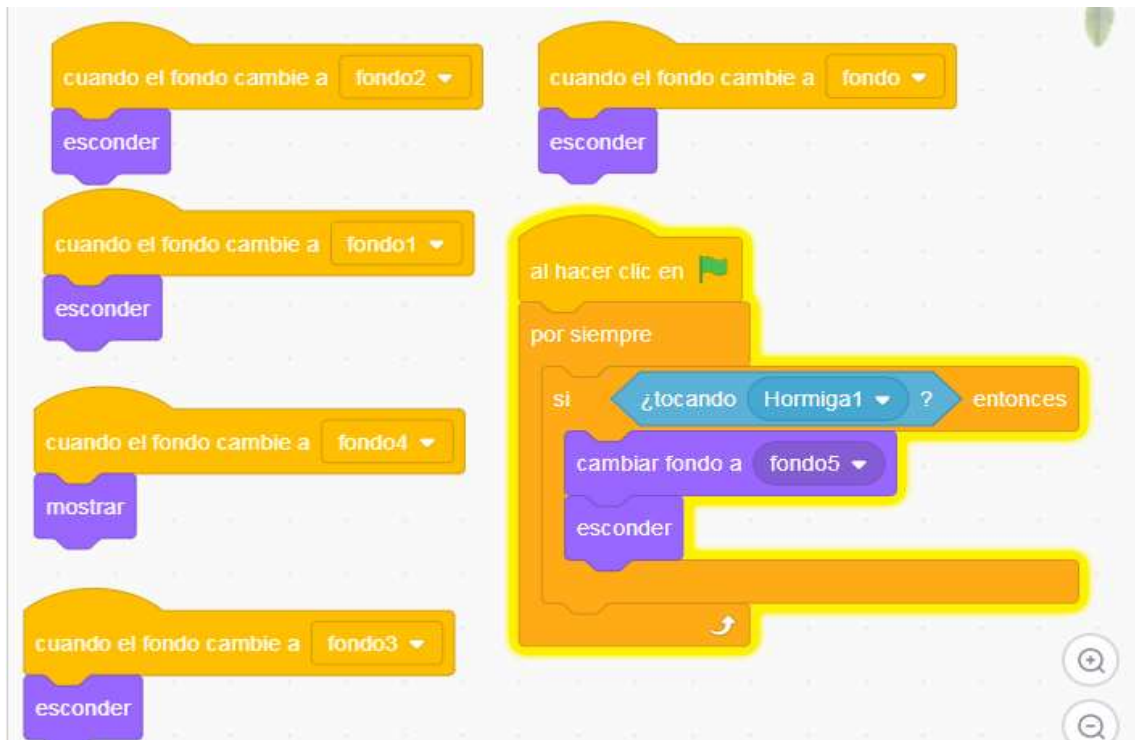 cuando el fondo cambie a fondo2
esconder
cuando el fondo cambie a fondo
esconder
cuando el fondo cambie a fondo1
esconder
al hacer clic en
por siempre
si ¿tocando Hormiga1 ? entonces
cambiar fondo a fondo5
esconder
cuando el fondo cambie a fondo4
mostrar
cuando el fondo cambie a fondo3
esconder